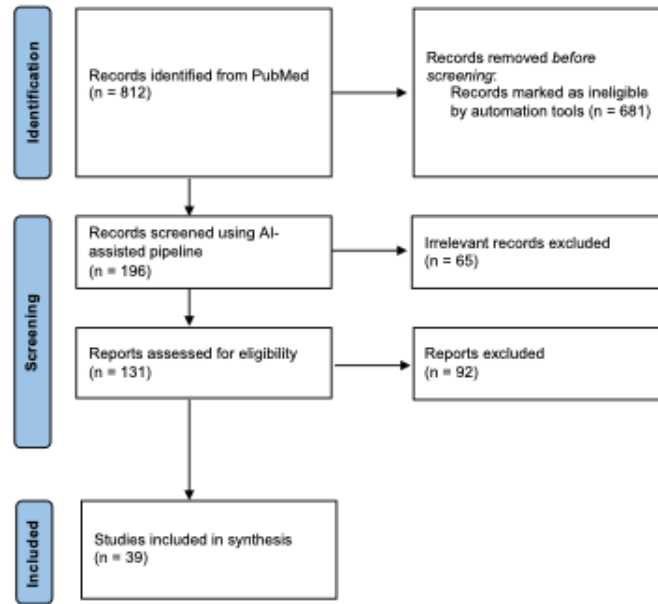 Identification
Records identified from PubMed
(n = 812)
Records removed before
screening:
Records marked as ineligible
by automation tools (n = 681)
Screening
Records screened using AI-
assisted pipeline
(n = 196)
Irrelevant records excluded
(n = 65)
Reports assessed for eligibility
(n = 131)
Reports excluded
(n = 92)
Included
Studies included in synthesis
(n = 39)